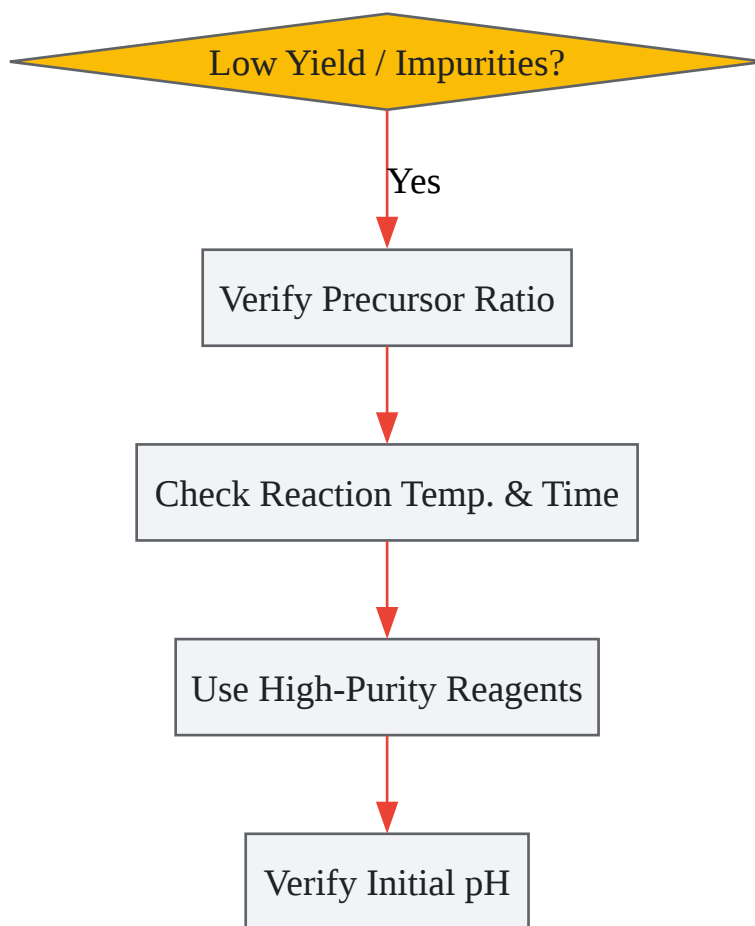 Low Yield / Impurities?
Yes
Verify Precursor Ratio
Check Reaction Temp. & Time
Use High-Purity Reagents
Verify Initial pH